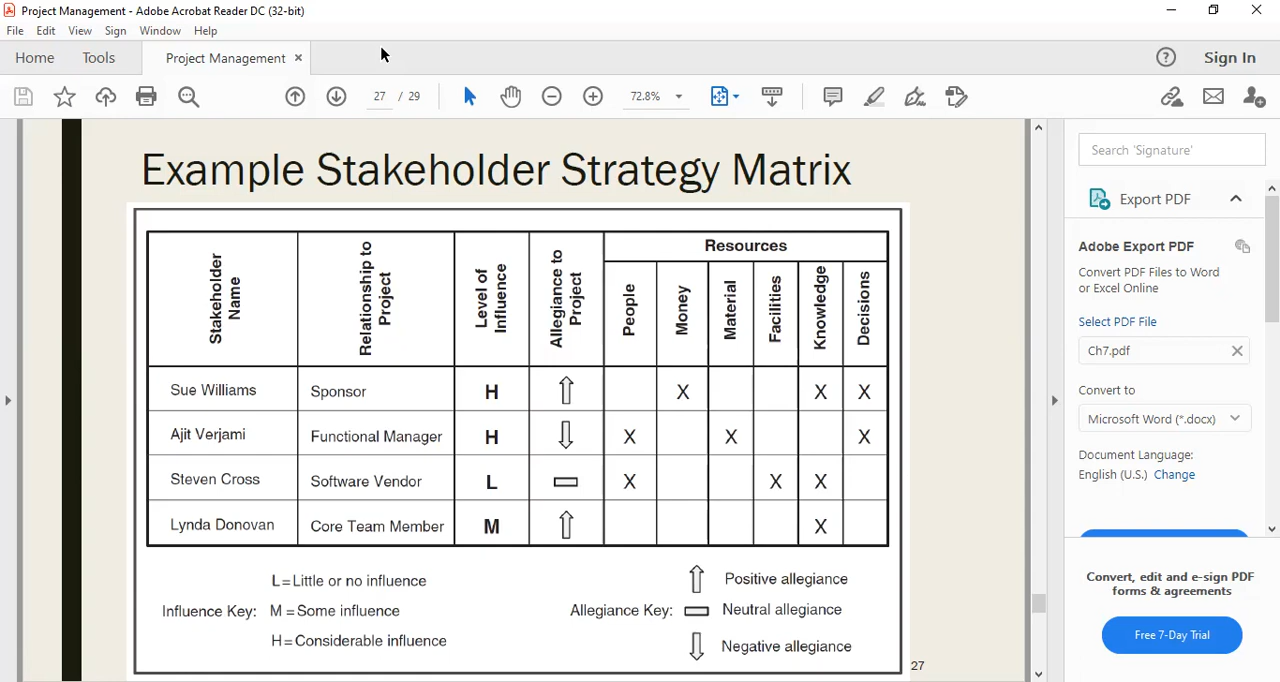 Project Management - Adobe Acrobat Reader DC (32-bit)
File Edit View Sign Window Help
Home Tools Project Management × Sign In
27 / 29 72.8%
Example Stakeholder Strategy Matrix
Stakeholder Name
Relationship to Project
Level of Influence
Allegiance to Project
Resources
People Money Material Facilities Knowledge Decisions
Sue Williams Sponsor H X X X
Ajit Verjami Functional Manager H X X X
Steven Cross Software Vendor L X X X
Lynda Donovan Core Team Member M X
Influence Key:
L=Little or no influence
M=Some influence
H=Considerable influence
Allegiance Key:
Positive allegiance
Neutral allegiance
Negative allegiance
27
Search 'Signature'
Export PDF
Adobe Export PDF
Convert PDF Files to Word
or Excel Online
Select PDF File
Ch7.pdf
Convert to
Microsoft Word (*.docx)
Document Language:
English (U.S.) Change
Convert, edit and e-sign PDF
forms & agreements
Free 7-Day Trial